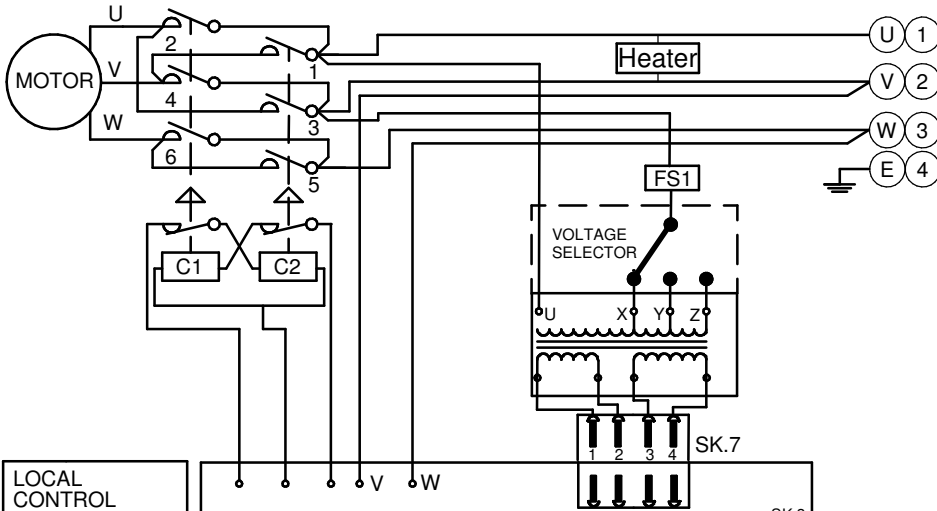 U
2
1
Heater
U 1
MOTOR
V
4
3
V 2
W
6
5
W 3
E 4
FS1
VOLTAGE
SELECTOR
C1
C2
U
X
Y
Z
1 2 3 4
SK.7
LOCAL
CONTROL
V
W